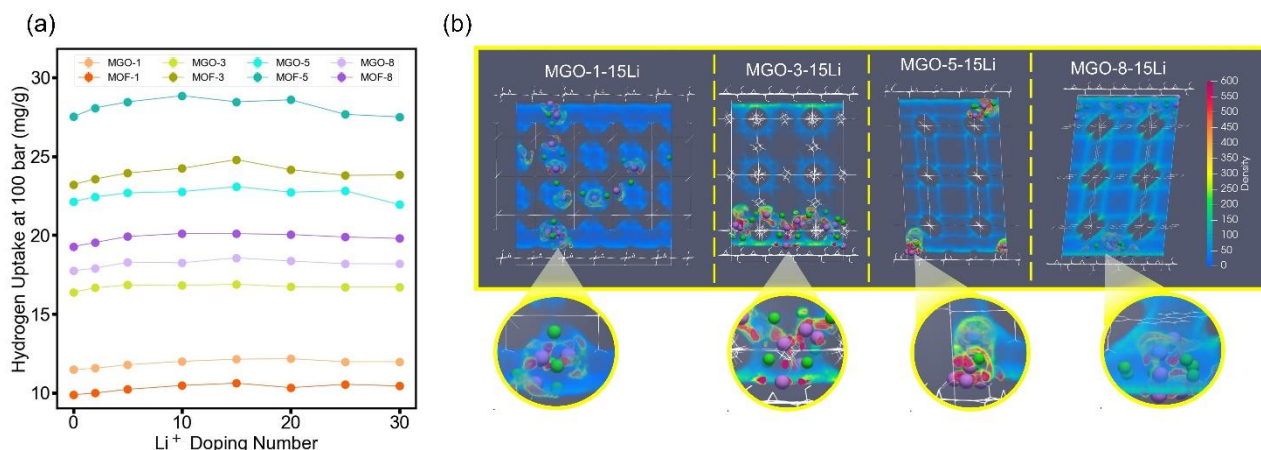 (a)
(b)
MGO-1 MGO-3 MGO-5 MGO-8
MOF-1 MOF-3 MOF-5 MOF-8
Hydrogen Uptake at 100 bar (mg/g)
30
25
20
15
10
0 10 20 30
Li⁺ Doping Number
MGO-1-15Li MGO-3-15Li MGO-5-15Li MGO-8-15Li
600
550
500
450
400
350
300
250
200
150
100
50
0
Density